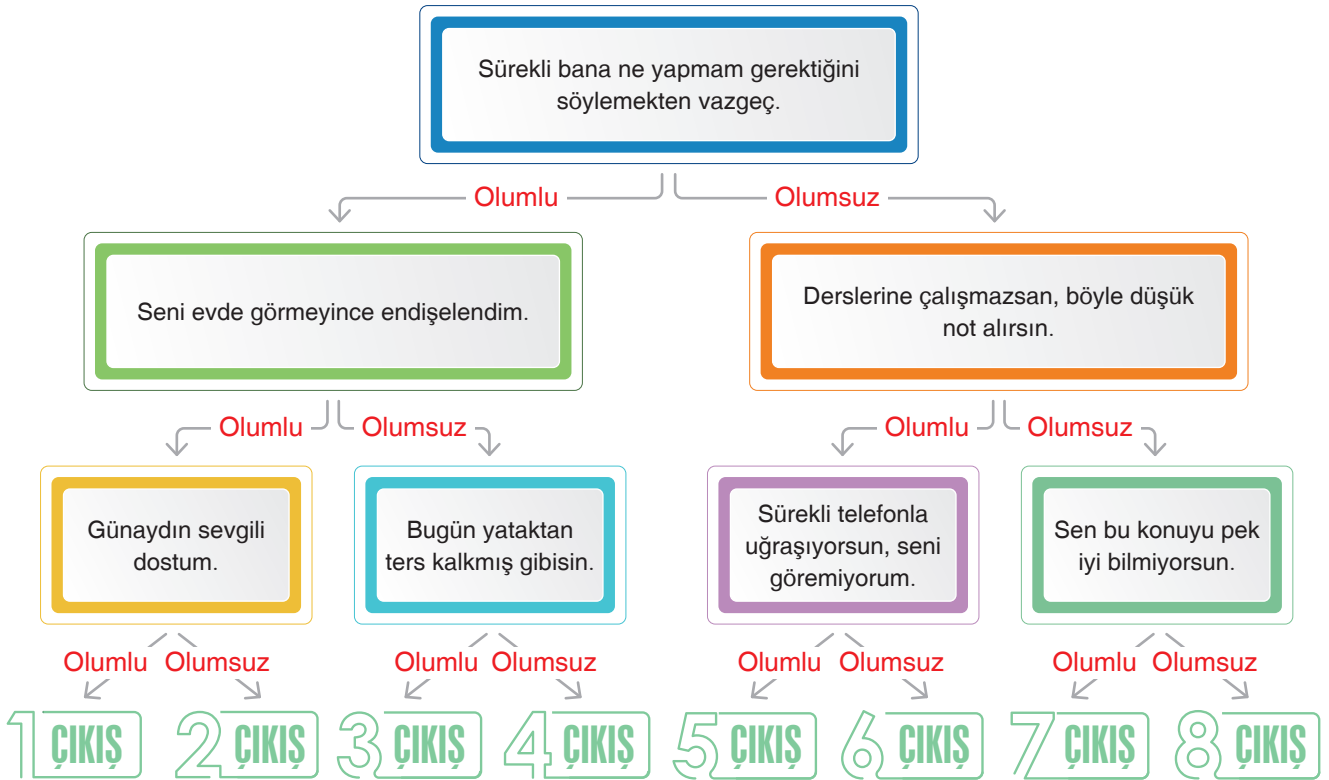 Sürekli bana ne yapmam gerektiğini
söylemekten vazgeç.
Olumlu
Olumsuz
Seni evde görmeyince endişelendim.
Derslerine çalışmazsan, böyle düşük
not alırsın.
Olumlu
Olumsuz
Olumlu
Olumsuz
Günaydın sevgili
dostum.
Bugün yataktan
ters kalkmış gibisin.
Sürekli telefonla
uğraşıyorsun, seni
göremiyorum.
Sen bu konuyu pek
iyi bilmiyorsun.
Olumlu Olumsuz
Olumlu Olumsuz
Olumlu Olumsuz
Olumlu Olumsuz
1 ÇIKIŞ
2 ÇIKIŞ
3 ÇIKIŞ
4 ÇIKIŞ
5 ÇIKIŞ
6 ÇIKIŞ
7 ÇIKIŞ
8 ÇIKIŞ